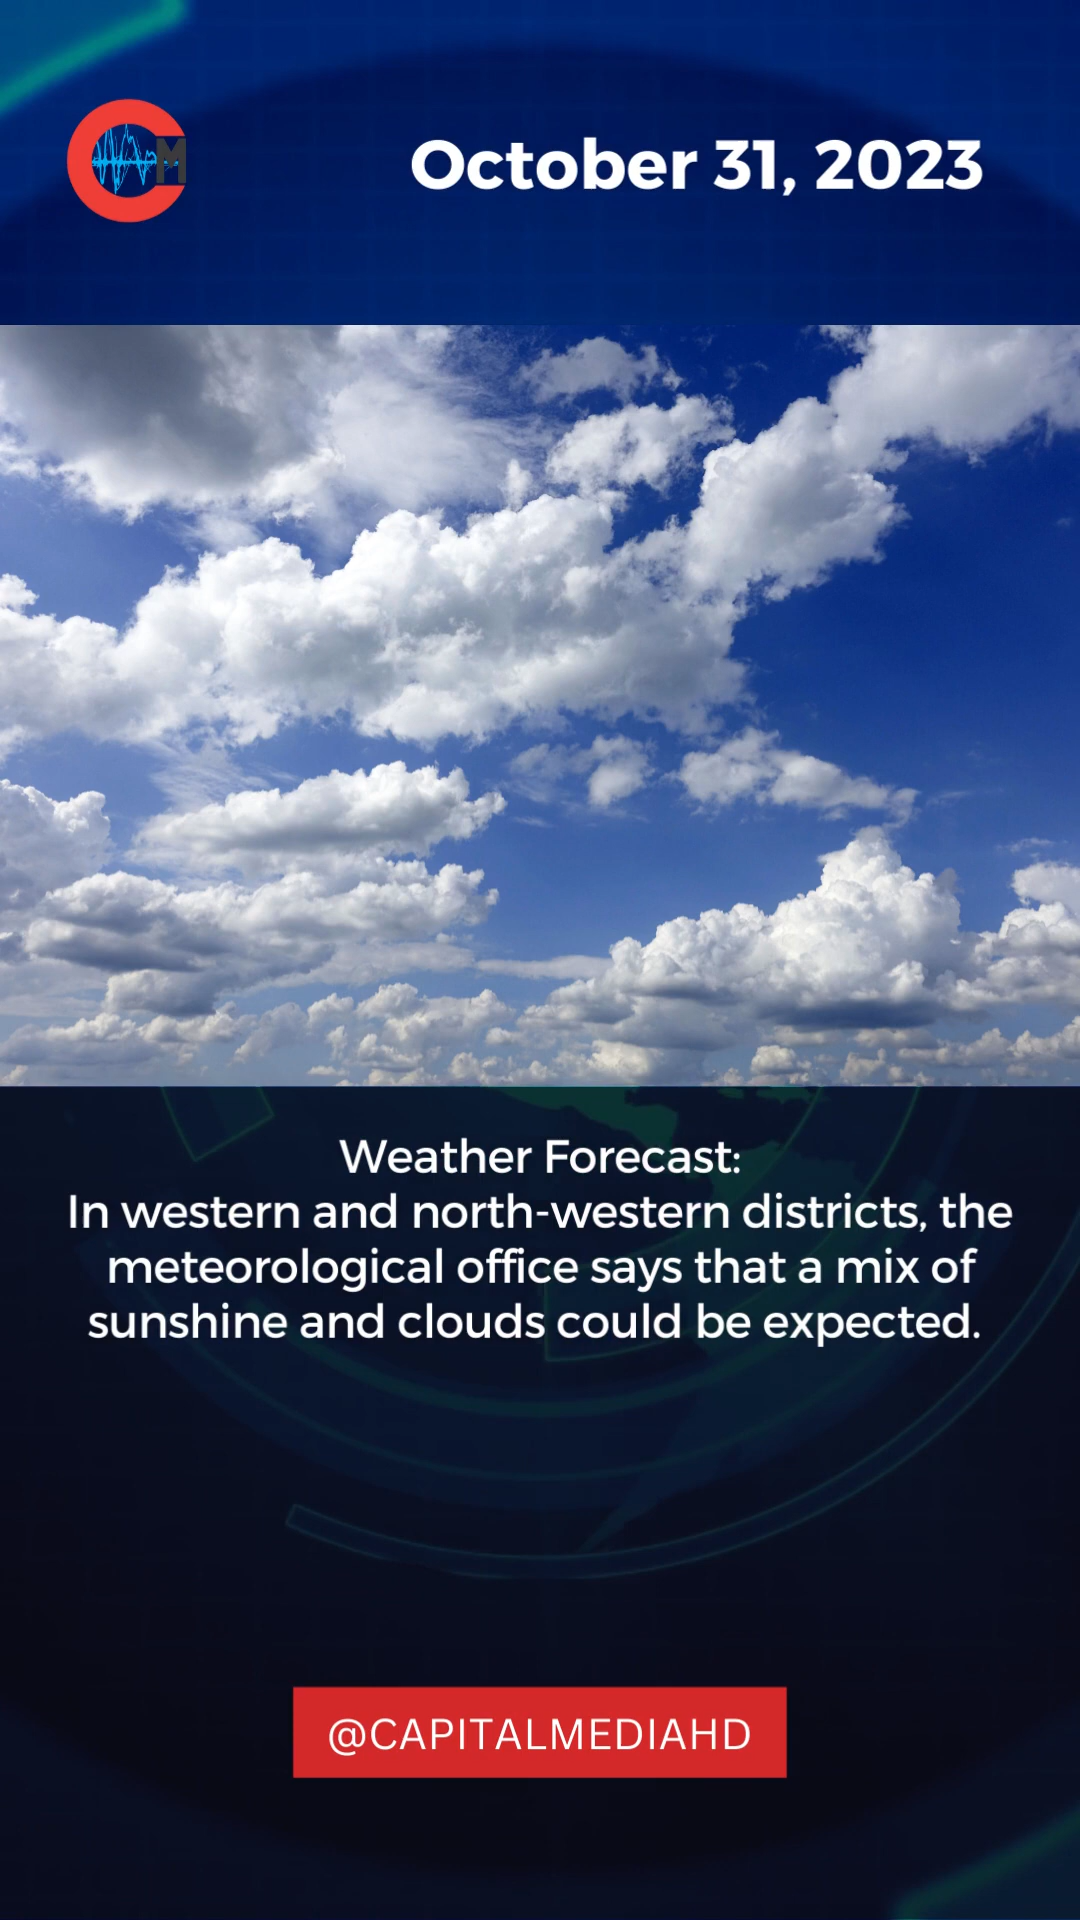 CM
October 31, 2023
Weather Forecast:
In western and north-western districts, the
meteorological office says that a mix of
sunshine and clouds could be expected.
@CAPITALMEDIAHD